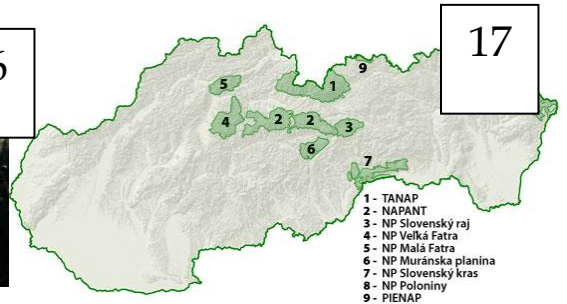 6
17
9
5
1
4
2
2
3
6
7
1 - TANAP
2 - NAPANT
3 - NP Slovenský raj
4 - NP Veľká Fatra
5 - NP Malá Fatra
6 - NP Muránska planina
7 - NP Slovenský kras
8 - NP Poloniny
9 - PIENAP